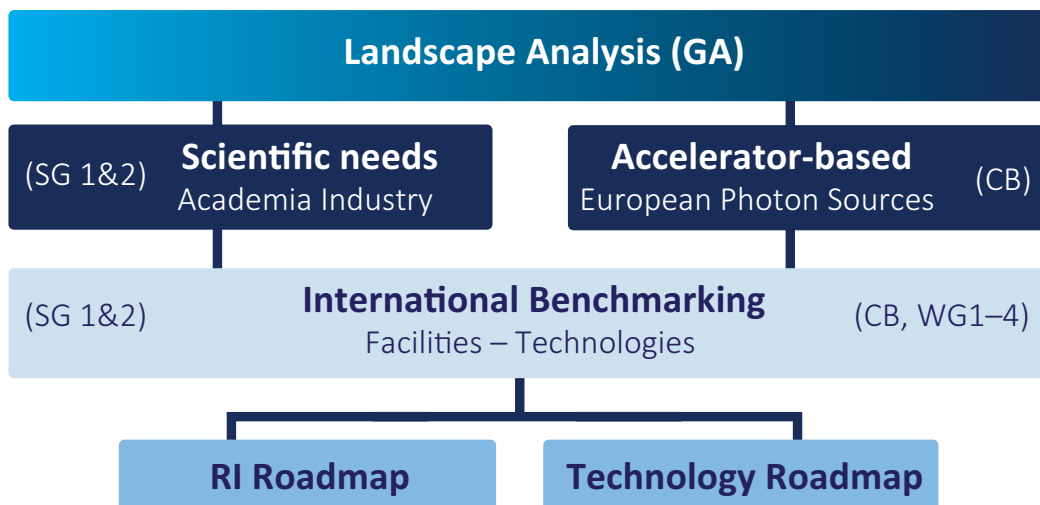 Landscape Analysis (GA)
(SG 1&2)
Scientific needs
Academia Industry
Accelerator-based
European Photon Sources
(CB)
(SG 1&2)
International Benchmarking
Facilities – Technologies
(CB, WG1–4)
RI Roadmap
Technology Roadmap